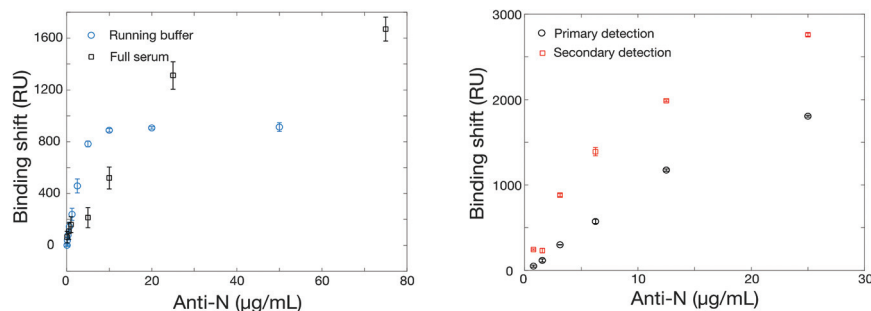 1600
1200
800
400
0
0
20
40
60
80
Binding shift (RU)
Anti-N (µg/mL)
Running buffer
Full serum
3000
2000
1000
0
0
10
20
30
Binding shift (RU)
Anti-N (µg/mL)
Primary detection
Secondary detection